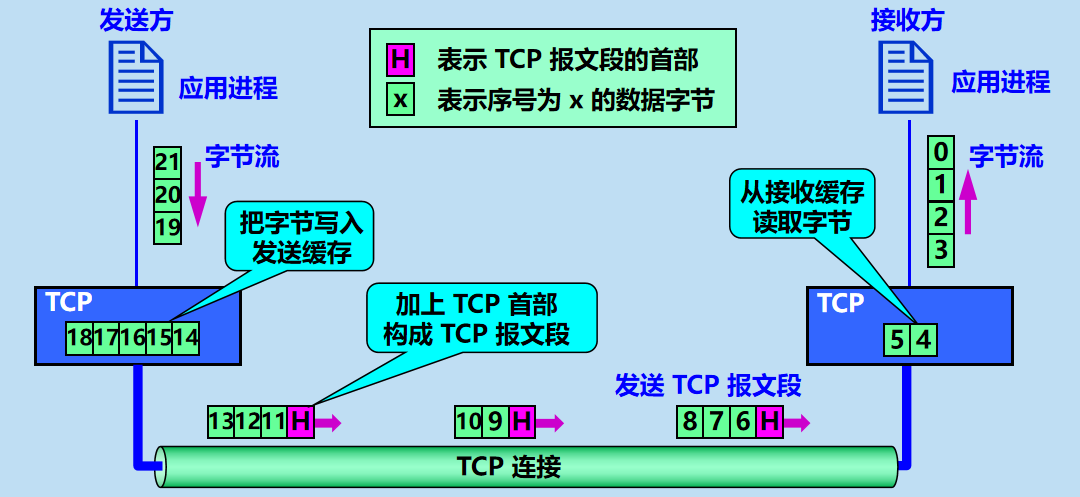 发送方
接收方
H 表示 TCP 报文段的首部
x 表示序号为 x 的数据字节
应用进程
应用进程
21
20
19
字节流
0
1
2
3
字节流
把字节写入
发送缓存
从接收缓存
读取字节
TCP
18 17 16 15 14
加上 TCP 首部
构成 TCP 报文段
TCP
5 4
发送 TCP 报文段
13 12 11 H
10 9 H
8 7 6 H
TCP 连接